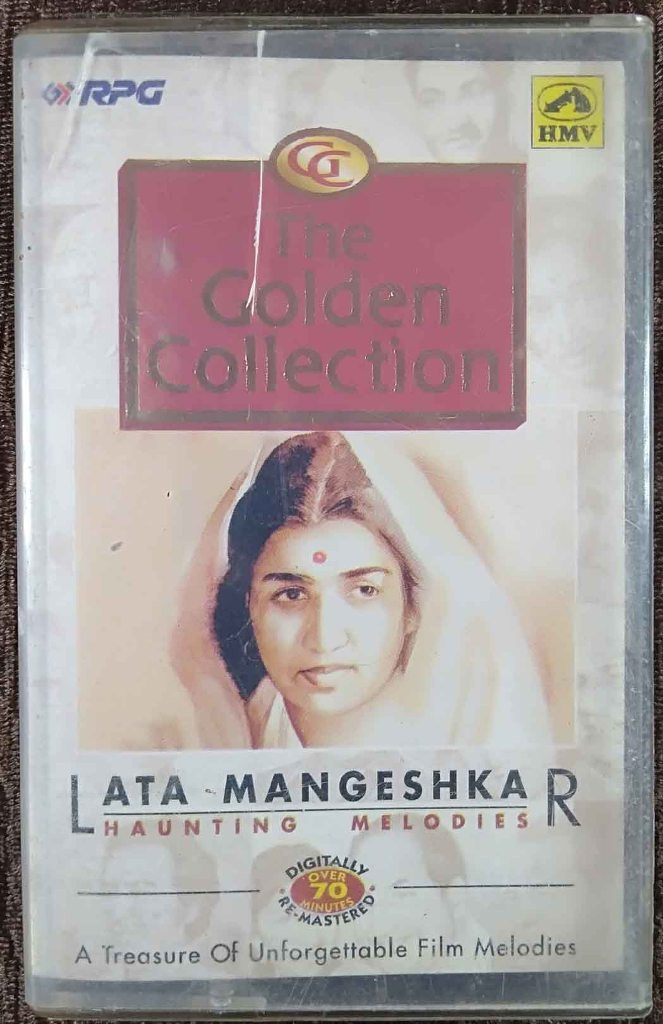 RPG
HMV
GC
The
Golden
Collection
LATA MANGESHKAR
HAUNTING MELODIES
DIGITALLY
OVER
70
MINUTES
RE-MASTERED
A Treasure Of Unforgettable Film Melodies